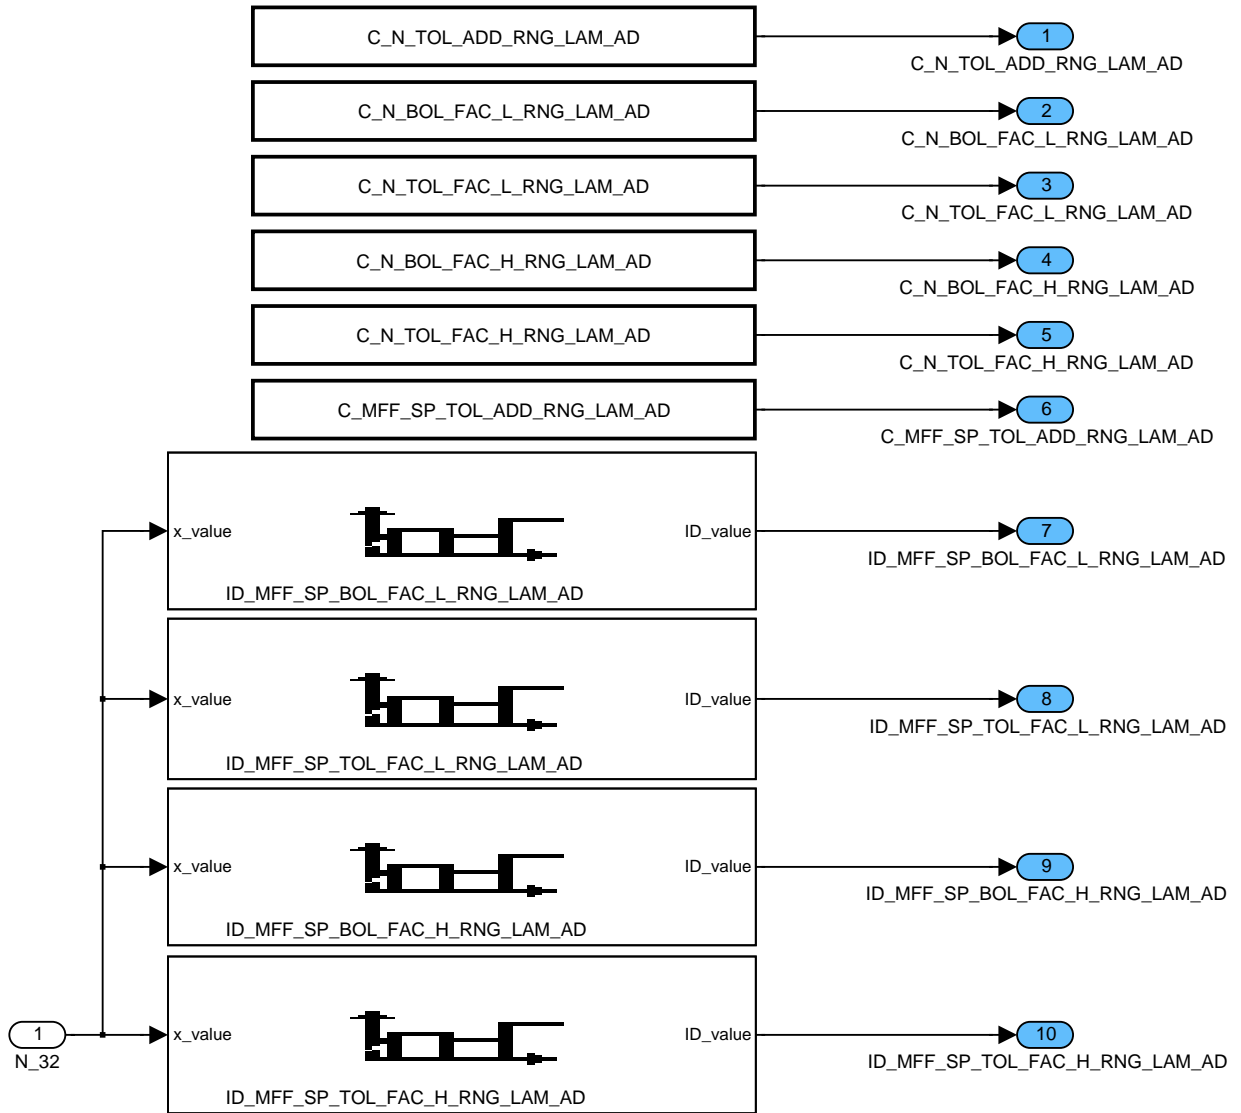 C_N_TOL_ADD_RNG_LAM_AD
1
C_N_TOL_ADD_RNG_LAM_AD
C_N_BOL_FAC_L_RNG_LAM_AD
2
C_N_BOL_FAC_L_RNG_LAM_AD
C_N_TOL_FAC_L_RNG_LAM_AD
3
C_N_TOL_FAC_L_RNG_LAM_AD
C_N_BOL_FAC_H_RNG_LAM_AD
4
C_N_BOL_FAC_H_RNG_LAM_AD
C_N_TOL_FAC_H_RNG_LAM_AD
5
C_N_TOL_FAC_H_RNG_LAM_AD
C_MFF_SP_TOL_ADD_RNG_LAM_AD
6
C_MFF_SP_TOL_ADD_RNG_LAM_AD
x_value
ID_value
7
ID_MFF_SP_BOL_FAC_L_RNG_LAM_AD
ID_MFF_SP_BOL_FAC_L_RNG_LAM_AD
x_value
ID_value
8
ID_MFF_SP_TOL_FAC_L_RNG_LAM_AD
ID_MFF_SP_TOL_FAC_L_RNG_LAM_AD
x_value
ID_value
9
ID_MFF_SP_BOL_FAC_H_RNG_LAM_AD
ID_MFF_SP_BOL_FAC_H_RNG_LAM_AD
1
N_32
x_value
ID_value
10
ID_MFF_SP_TOL_FAC_H_RNG_LAM_AD
ID_MFF_SP_TOL_FAC_H_RNG_LAM_AD